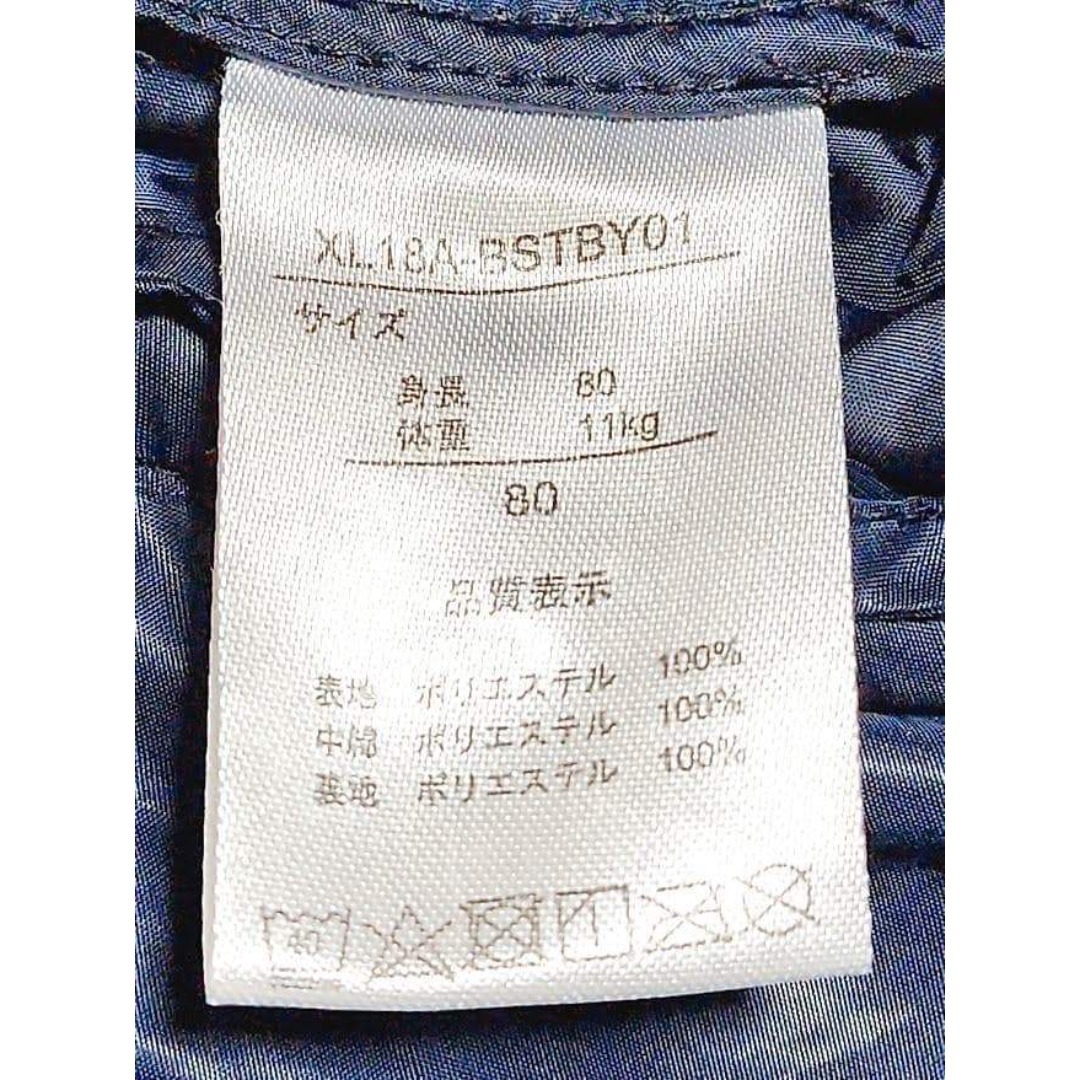 XL18A-BSTBY01
サイズ
身長 80
体重 11kg
80
品質表示
表地 ポリエステル 100%
中綿 ポリエステル 100%
裏地 ポリエステル 100%
40